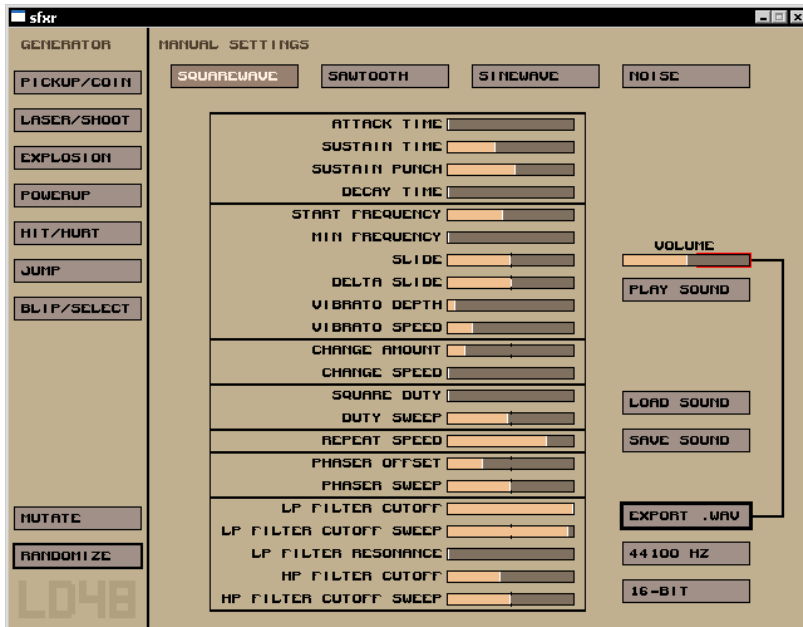 sfxr
GENERATOR
PICKUP/COIN
LASER/SHOOT
EXPLOSION
POWERUP
HIT/HURT
JUMP
BLIP/SELECT
MUTATE
RANDOMIZE
LD48
MANUAL SETTINGS
SQUAREWAVE SAWTOOTH SINEWAVE NOISE
ATTACK TIME
SUSTAIN TIME
SUSTAIN PUNCH
DECAY TIME
START FREQUENCY
MIN FREQUENCY
SLIDE
DELTA SLIDE
VIBRATO DEPTH
VIBRATO SPEED
CHANGE AMOUNT
CHANGE SPEED
SQUARE DUTY
DUTY SWEEP
REPEAT SPEED
PHASER OFFSET
PHASER SWEEP
LP FILTER CUTOFF
LP FILTER CUTOFF SWEEP
LP FILTER RESONANCE
HP FILTER CUTOFF
HP FILTER CUTOFF SWEEP
VOLUME
PLAY SOUND
LOAD SOUND
SAVE SOUND
EXPORT .WAV
44100 HZ
16-BIT